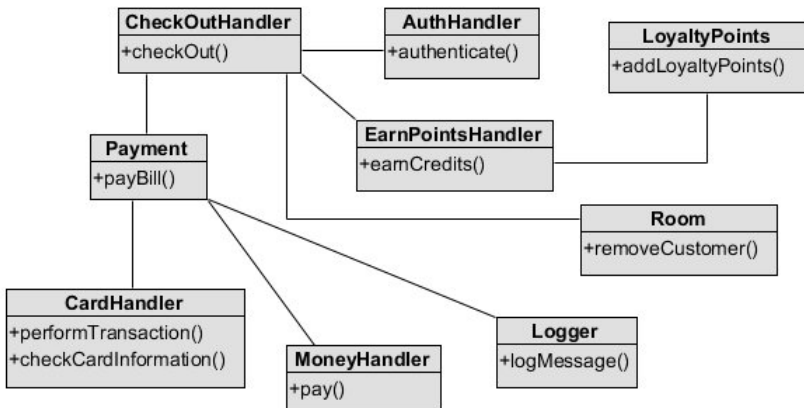 CheckOutHandler
+checkOut()
AuthHandler
+authenticate()
LoyaltyPoints
+addLoyaltyPoints()
EarnPointsHandler
+earnCredits()
Payment
+payBill()
Room
+removeCustomer()
CardHandler
+performTransaction()
+checkCardInformation()
MoneyHandler
+pay()
Logger
+logMessage()